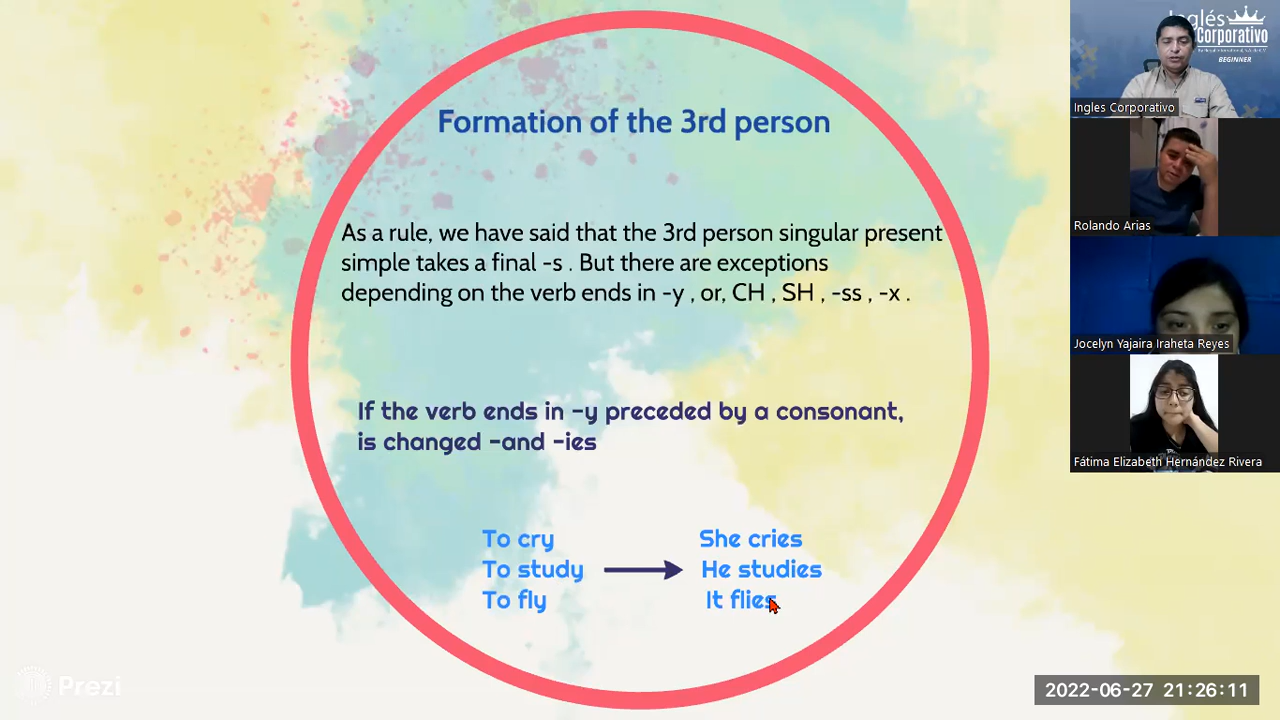 Formation of the 3rd person
As a rule, we have said that the 3rd person singular present
simple takes a final -s . But there are exceptions
depending on the verb ends in -y , or, CH , SH , -ss , -x .
If the verb ends in -y preceded by a consonant,
is changed -and -ies
To cry
To study
To fly
She cries
He studies
It flies
Inglés
Corporativo
BEGINNER
Ingles Corporativo
Rolando Arias
Jocelyn Yajaira Iraheta Reyes
Fátima Elizabeth Hernández Rivera
Prezi
2022-06-27 21:26:11